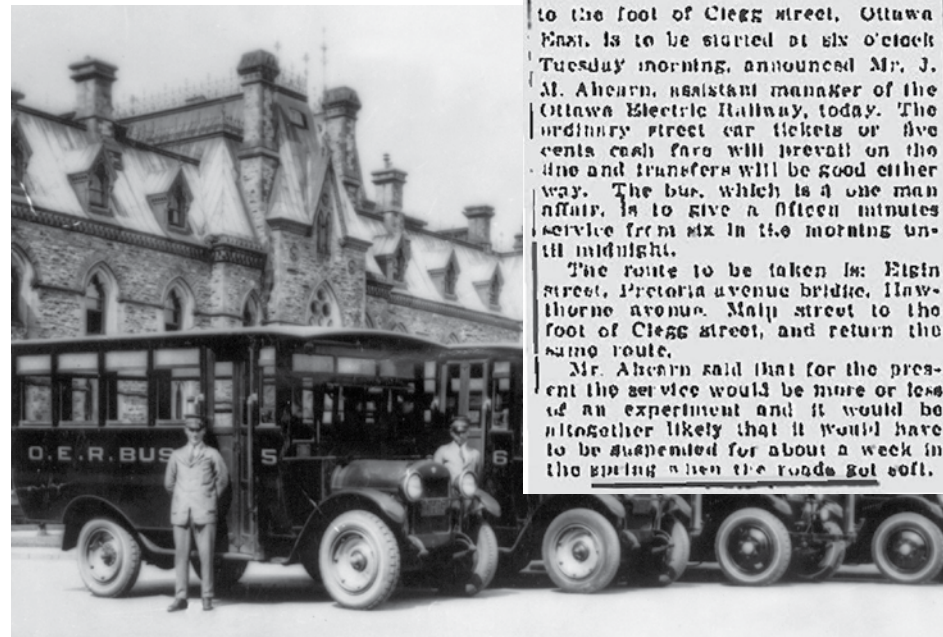 to the foot of Clegg street, Ottawa
East, is to be started at six o'clock
Tuesday morning, announced Mr. J.
M. Ahearn, assistant manager of the
Ottawa Electric Railway, today. The
ordinary street car tickets or five
cents cash fare will prevail on the
line and transfers will be good either
way. The bus, which is a one man
affair, is to give a fifteen minutes
service from six in the morning un-
til midnight.
The route to be taken is: Elgin
street, Pretoria avenue bridge, Haw-
thorne avenue, Main street to the
foot of Clegg street, and return the
same route.
Mr. Ahearn said that for the pres-
ent the service would be more or less
of an experiment and it would be
altogether likely that it would have
to be suspended for about a week in
the spring when the roads got soft.
O.E.R. BUS 5
6